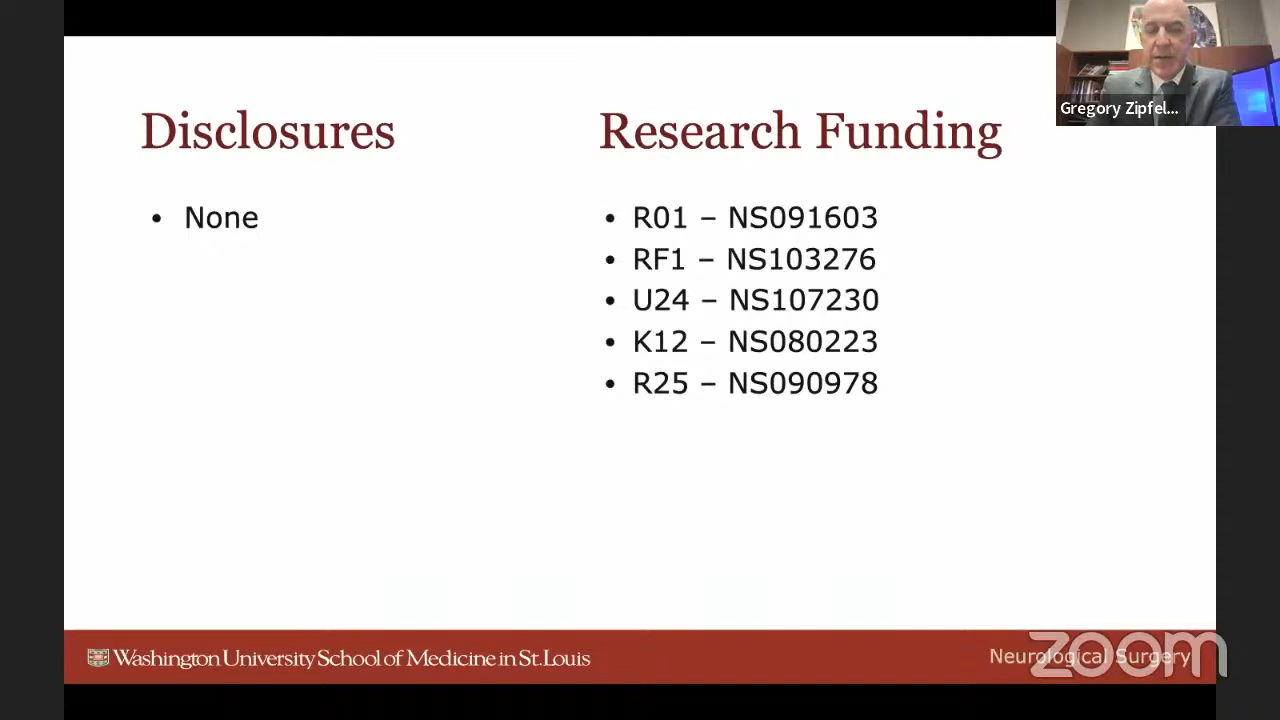 Gregory Zipfel...
Disclosures
• None
Research Funding
• R01 – NS091603
• RF1 – NS103276
• U24 – NS107230
• K12 – NS080223
• R25 – NS090978
Washington University School of Medicine in St. Louis
Neurological Surgery
zoom